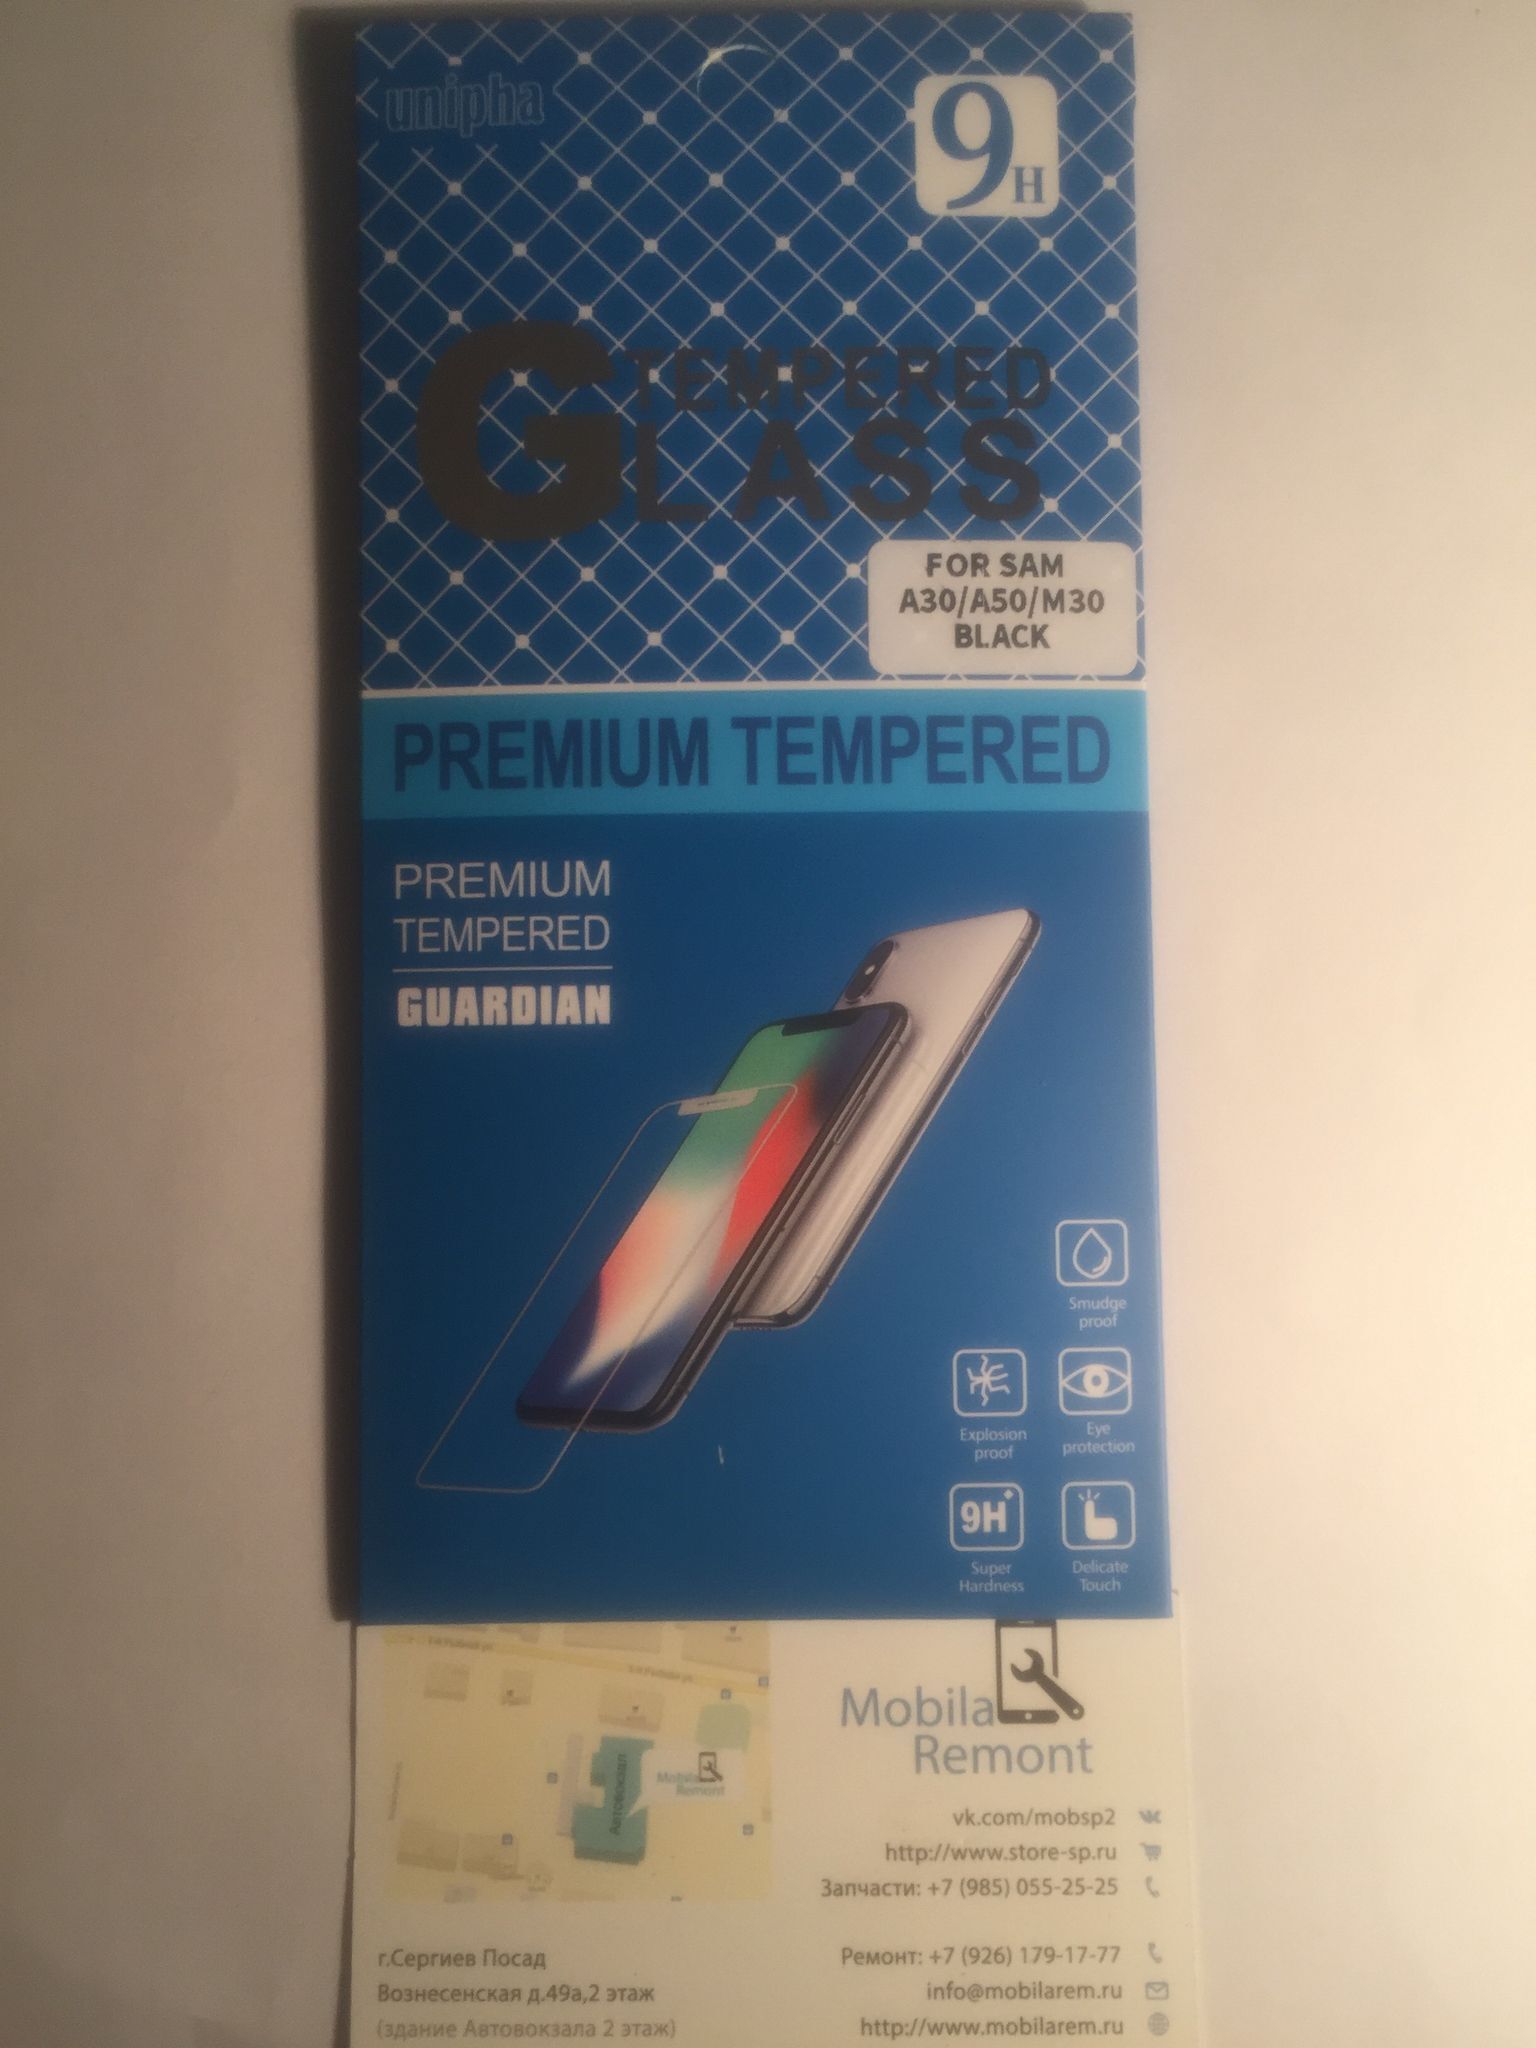 unipha
9H
TEMPERED
GLASS
FOR SAM
A30/A50/M30
BLACK
PREMIUM TEMPERED
PREMIUM
TEMPERED
GUARDIAN
Smudge
proof
Explosion
proof
Eye
protection
9H
Super
Hardness
Delicate
Touch
Mobila
Remont
Автовокзал
Mobila
Remont
vk.com/mobsp2
http://www.store-sp.ru
Запчасти: +7 (985) 055-25-25
г.Сергиев Посад
Вознесенская д.49а,2 этаж
(здание Автовокзала 2 этаж)
Ремонт: +7 (926) 179-17-77
info@mobilarem.ru
http://www.mobilarem.ru